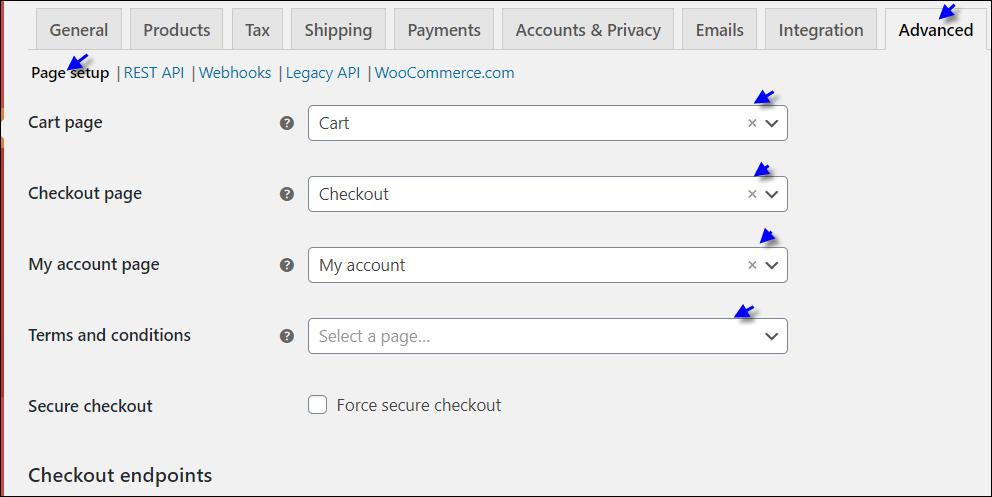 General Products Tax Shipping Payments Accounts & Privacy Emails Integration Advanced
Page setup | REST API | Webhooks | Legacy API | WooCommerce.com
Cart page ? Cart ×
Checkout page ? Checkout ×
My account page ? My account ×
Terms and conditions ? Select a page...
Secure checkout Force secure checkout
Checkout endpoints